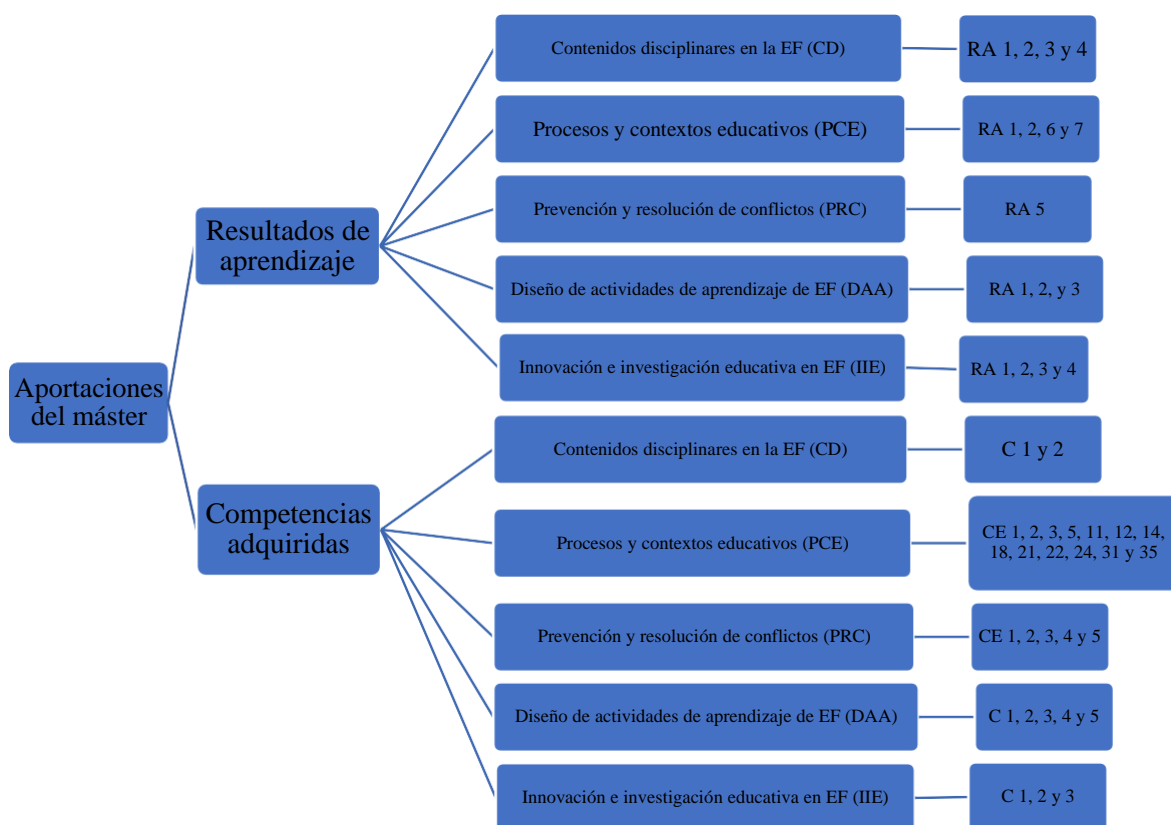 Aportaciones
del máster
Resultados de
aprendizaje
Contenidos disciplinares en la EF (CD)
RA 1, 2, 3 y 4
Procesos y contextos educativos (PCE)
RA 1, 2, 6 y 7
Prevención y resolución de conflictos (PRC)
RA 5
Diseño de actividades de aprendizaje de EF (DAA)
RA 1, 2, y 3
Innovación e investigación educativa en EF (IIE)
RA 1, 2, 3 y 4
Competencias
adquiridas
Contenidos disciplinares en la EF (CD)
C 1 y 2
Procesos y contextos educativos (PCE)
CE 1, 2, 3, 5, 11, 12, 14,
18, 21, 22, 24, 31 y 35
Prevención y resolución de conflictos (PRC)
CE 1, 2, 3, 4 y 5
Diseño de actividades de aprendizaje de EF (DAA)
C 1, 2, 3, 4 y 5
Innovación e investigación educativa en EF (IIE)
C 1, 2 y 3